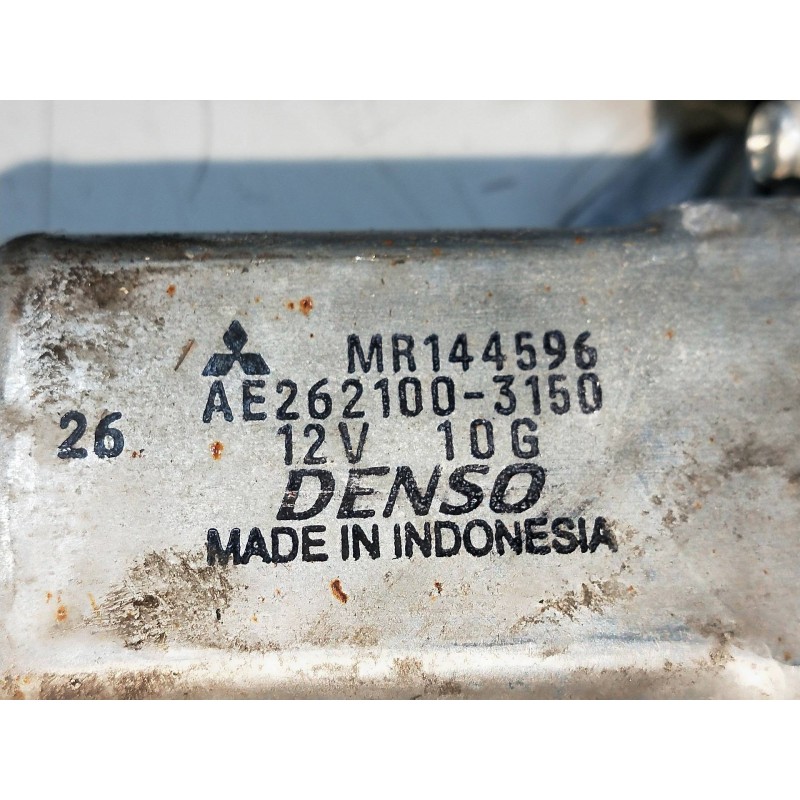 MR144596
AE262100-3150
26 12V 10G
DENSO
MADE IN INDONESIA